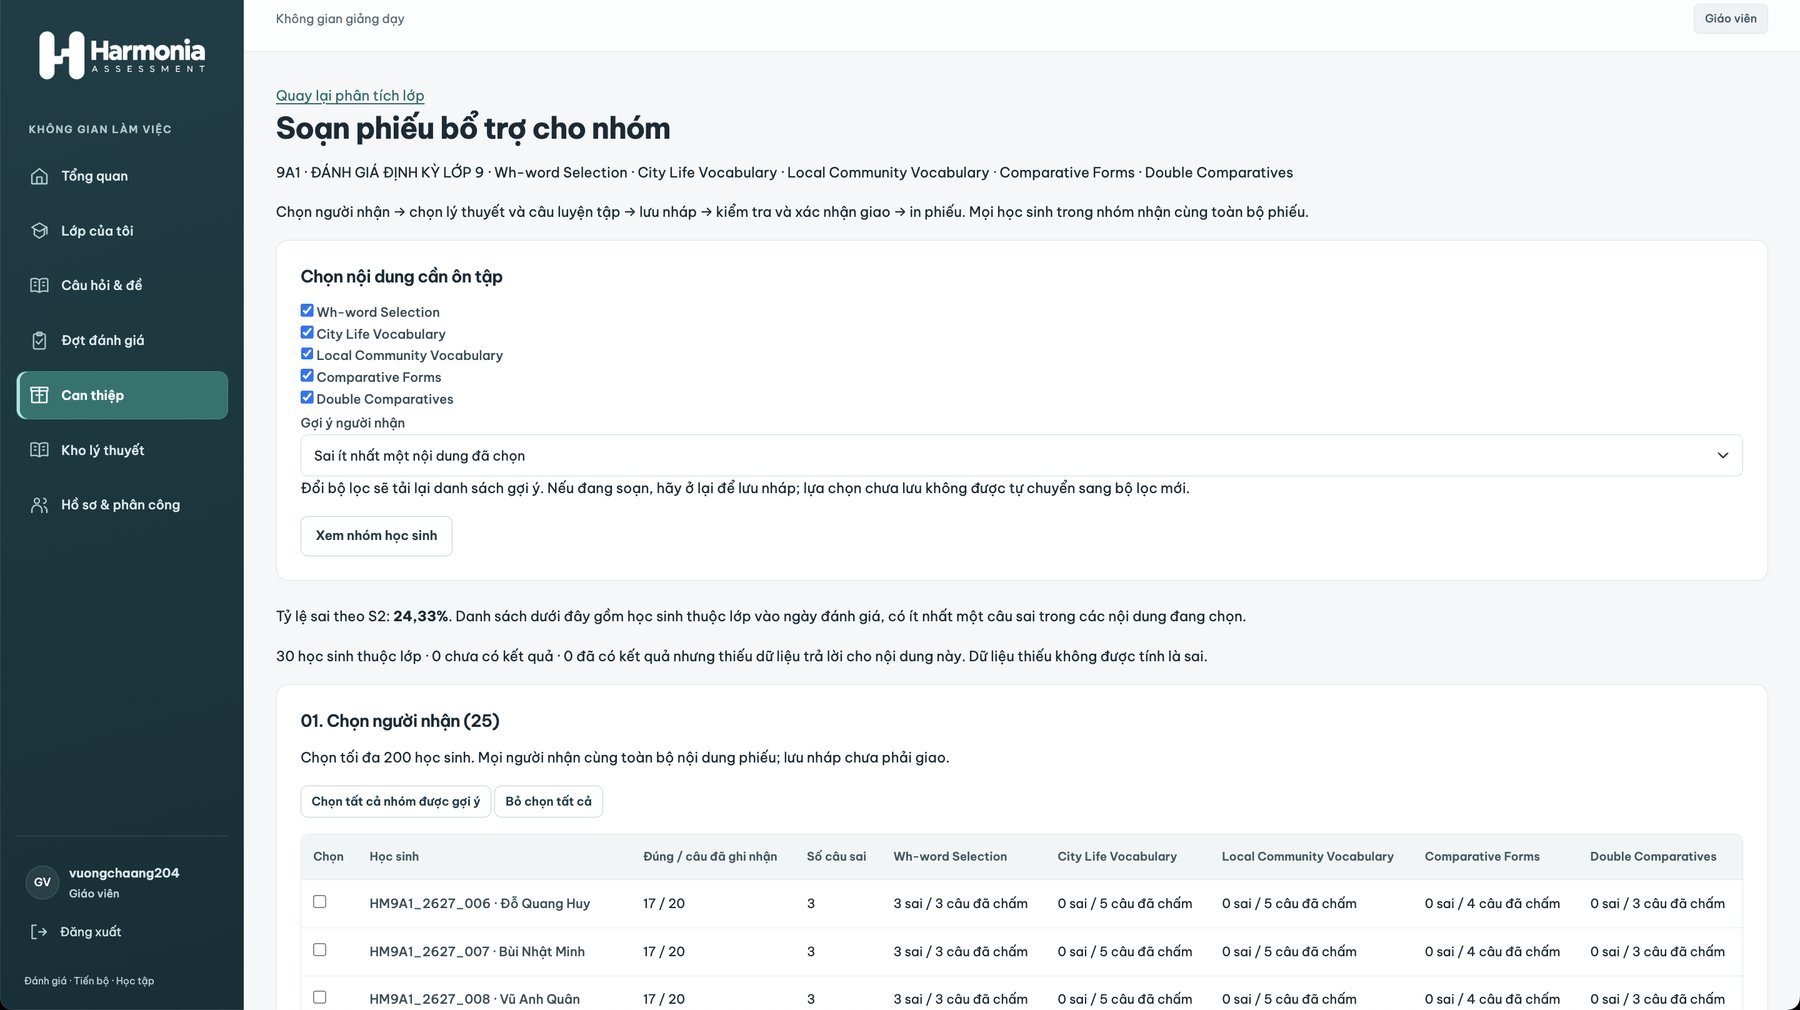 Harmonia
ASSESSMENT
KHÔNG GIAN LÀM VIỆC
Tổng quan
Lớp của tôi
Câu hỏi & đề
Đợt đánh giá
Can thiệp
Kho lý thuyết
Hồ sơ & phân công
GV
vuongchaang204
Giáo viên
Đăng xuất
Đánh giá · Tiến bộ · Học tập
Không gian giảng dạy
Giáo viên
Quay lại phân tích lớp
Soạn phiếu bổ trợ cho nhóm
9A1 · ĐÁNH GIÁ ĐỊNH KỲ LỚP 9 · Wh-word Selection · City Life Vocabulary · Local Community Vocabulary · Comparative Forms · Double Comparatives
Chọn người nhận → chọn lý thuyết và câu luyện tập → lưu nháp → kiểm tra và xác nhận giao → in phiếu. Mọi học sinh trong nhóm nhận cùng toàn bộ phiếu.
Chọn nội dung cần ôn tập
Wh-word Selection
City Life Vocabulary
Local Community Vocabulary
Comparative Forms
Double Comparatives
Gợi ý người nhận
Sai ít nhất một nội dung đã chọn
Đổi bộ lọc sẽ tải lại danh sách gợi ý. Nếu đang soạn, hãy ở lại để lưu nháp; lựa chọn chưa lưu không được tự chuyển sang bộ lọc mới.
Xem nhóm học sinh
Tỷ lệ sai theo S2: 24,33%. Danh sách dưới đây gồm học sinh thuộc lớp vào ngày đánh giá, có ít nhất một câu sai trong các nội dung đang chọn.
30 học sinh thuộc lớp · 0 chưa có kết quả · 0 đã có kết quả nhưng thiếu dữ liệu trả lời cho nội dung này. Dữ liệu thiếu không được tính là sai.
01. Chọn người nhận (25)
Chọn tối đa 200 học sinh. Mọi người nhận cùng toàn bộ nội dung phiếu; lưu nháp chưa phải giao.
Chọn tất cả nhóm được gợi ý Bỏ chọn tất cả
Chọn Học sinh Đúng / câu đã ghi nhận Số câu sai Wh-word Selection City Life Vocabulary Local Community Vocabulary Comparative Forms Double Comparatives
HM9A1_2627_006 · Đỗ Quang Huy 17 / 20 3 3 sai / 3 câu đã chấm 0 sai / 5 câu đã chấm 0 sai / 5 câu đã chấm 0 sai / 4 câu đã chấm 0 sai / 3 câu đã chấm
HM9A1_2627_007 · Bùi Nhật Minh 17 / 20 3 3 sai / 3 câu đã chấm 0 sai / 5 câu đã chấm 0 sai / 5 câu đã chấm 0 sai / 4 câu đã chấm 0 sai / 3 câu đã chấm
HM9A1_2627_008 · Vũ Anh Quân 17 / 20 3 3 sai / 3 câu đã chấm 0 sai / 5 câu đã chấm 0 sai / 5 câu đã chấm 0 sai / 4 câu đã chấm 0 sai / 3 câu đã chấm